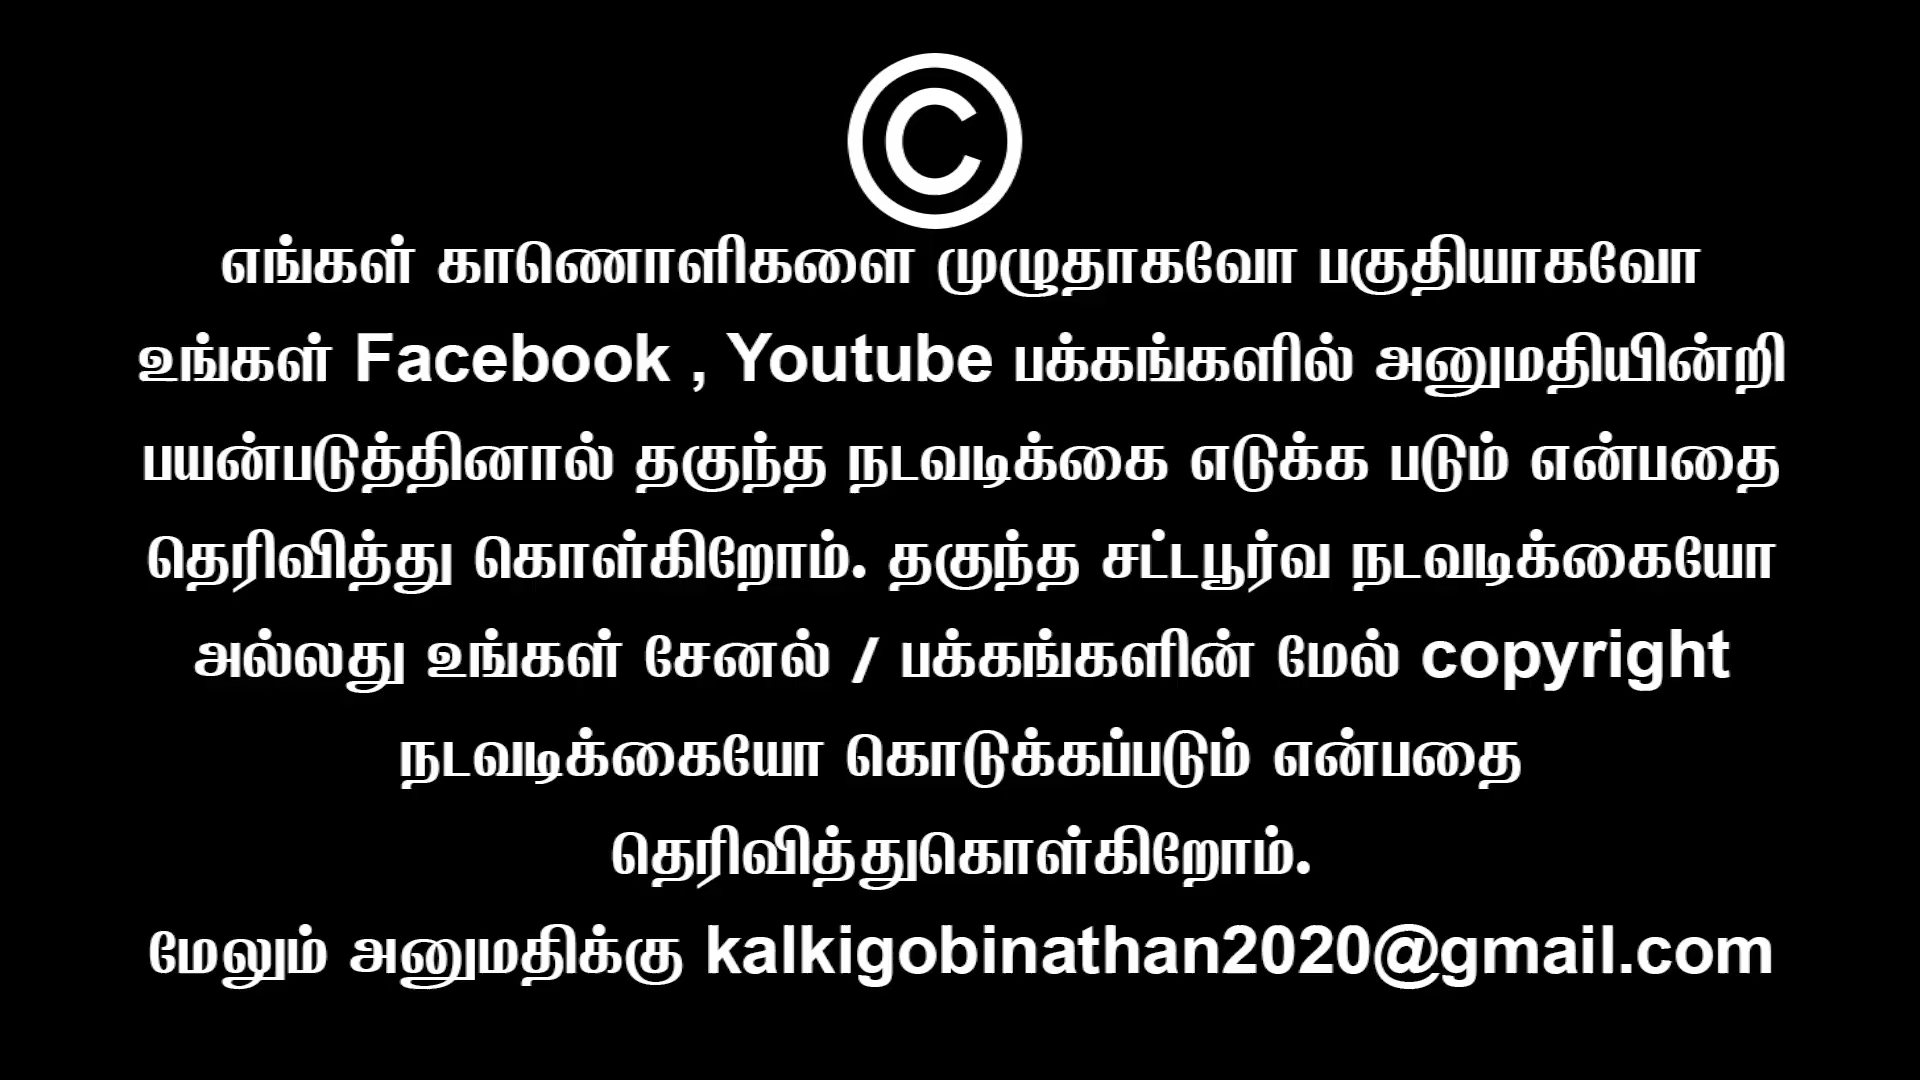 ©
எங்கள் காணொளிகளை முழுதாகவோ பகுதியாகவோ
உங்கள் Facebook , Youtube பக்கங்களில் அனுமதியின்றி
பயன்படுத்தினால் தகுந்த நடவடிக்கை எடுக்க படும் என்பதை
தெரிவித்து கொள்கிறோம். தகுந்த சட்டபூர்வ நடவடிக்கையோ
அல்லது உங்கள் சேனல் / பக்கங்களின் மேல் copyright
நடவடிக்கையோ கொடுக்கப்படும் என்பதை
தெரிவித்துகொள்கிறோம்.
மேலும் அனுமதிக்கு kalkigobinathan2020@gmail.com